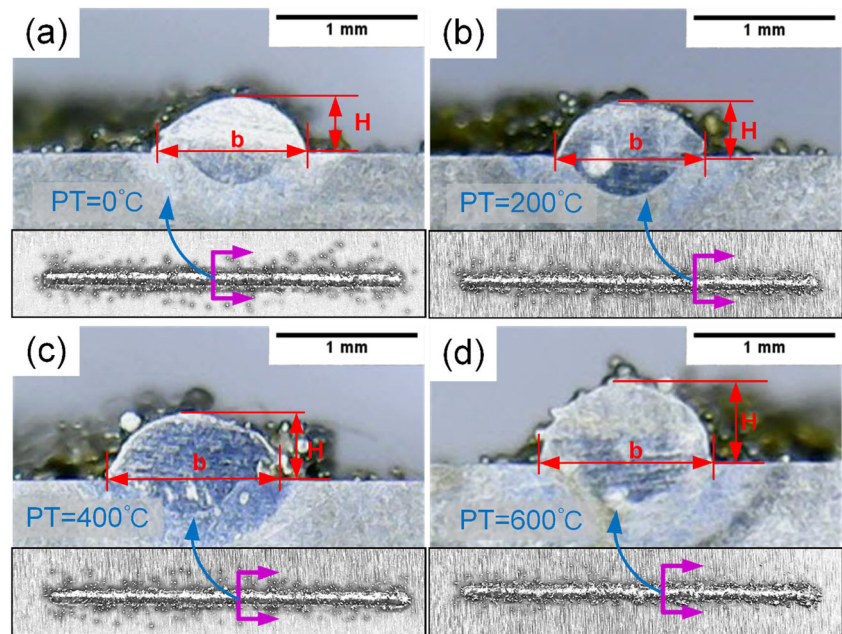 (a)
1 mm
H
b
PT=0°C
(b)
1 mm
H
b
PT=200°C
(c)
1 mm
H
b
PT=400°C
(d)
1 mm
H
b
PT=600°C